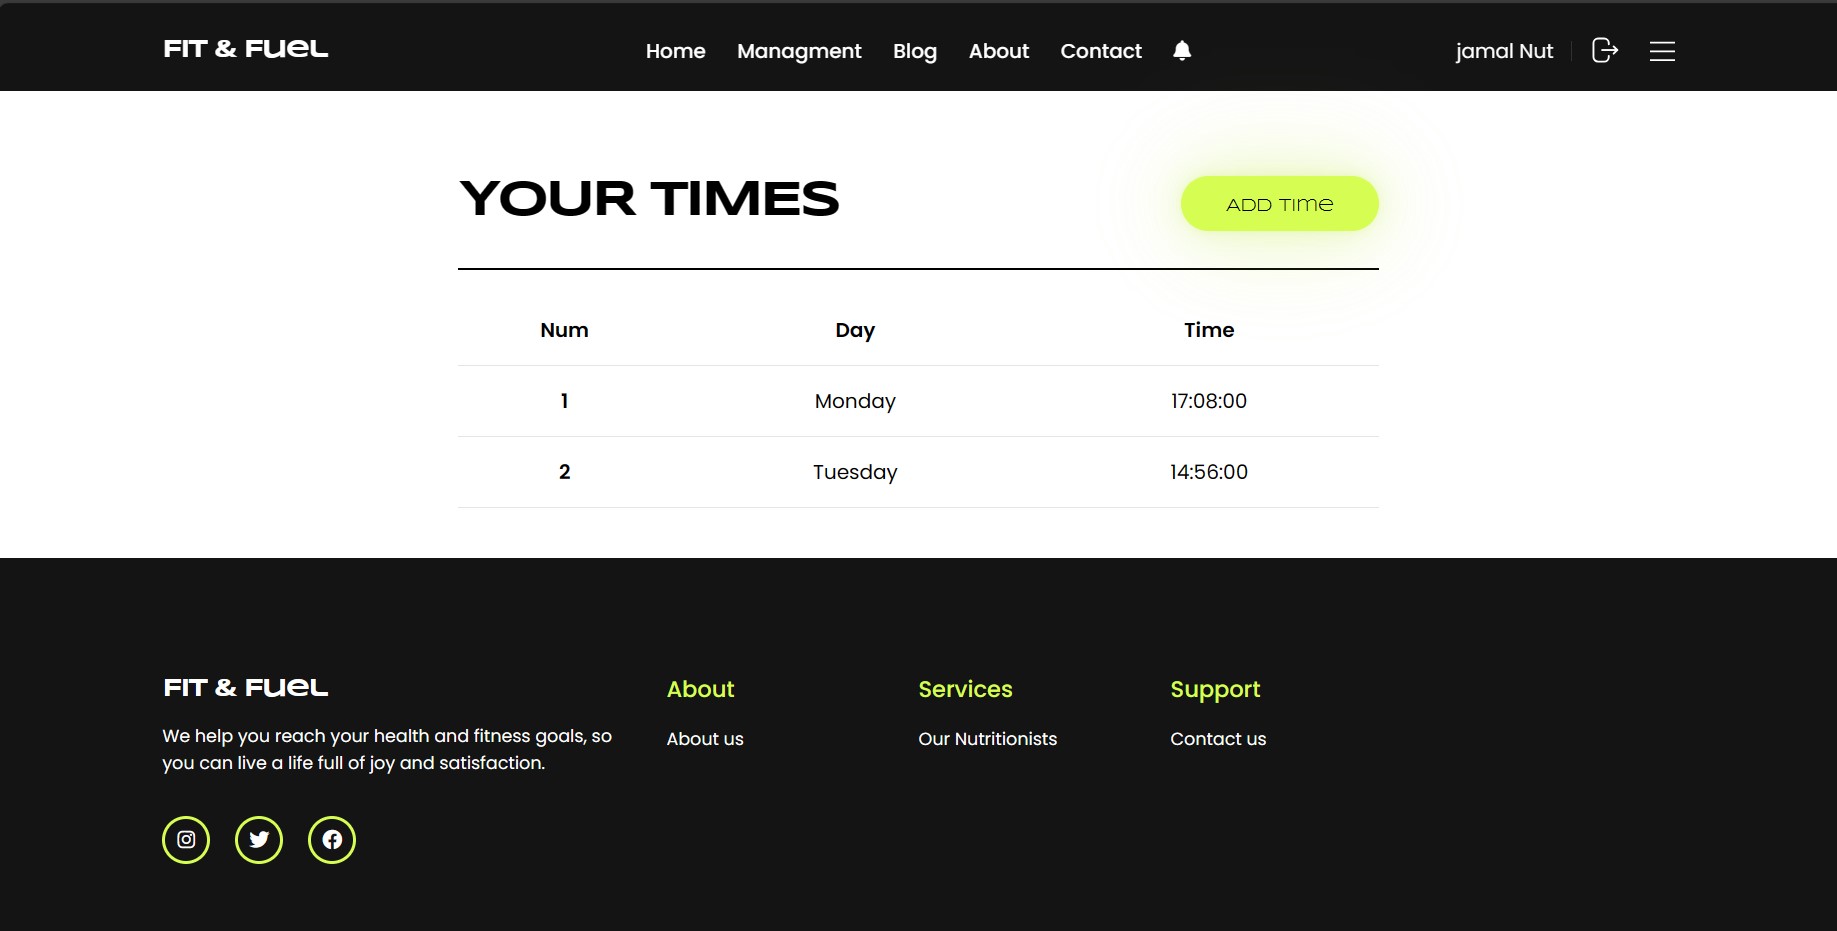 FIT & FUEL
Home Managment Blog About Contact
jamal Nut
YOUR TIMES
ADD Time
Num Day Time
1 Monday 17:08:00
2 Tuesday 14:56:00
FIT & FUEL
We help you reach your health and fitness goals, so
you can live a life full of joy and satisfaction.
About
About us
Services
Our Nutritionists
Support
Contact us